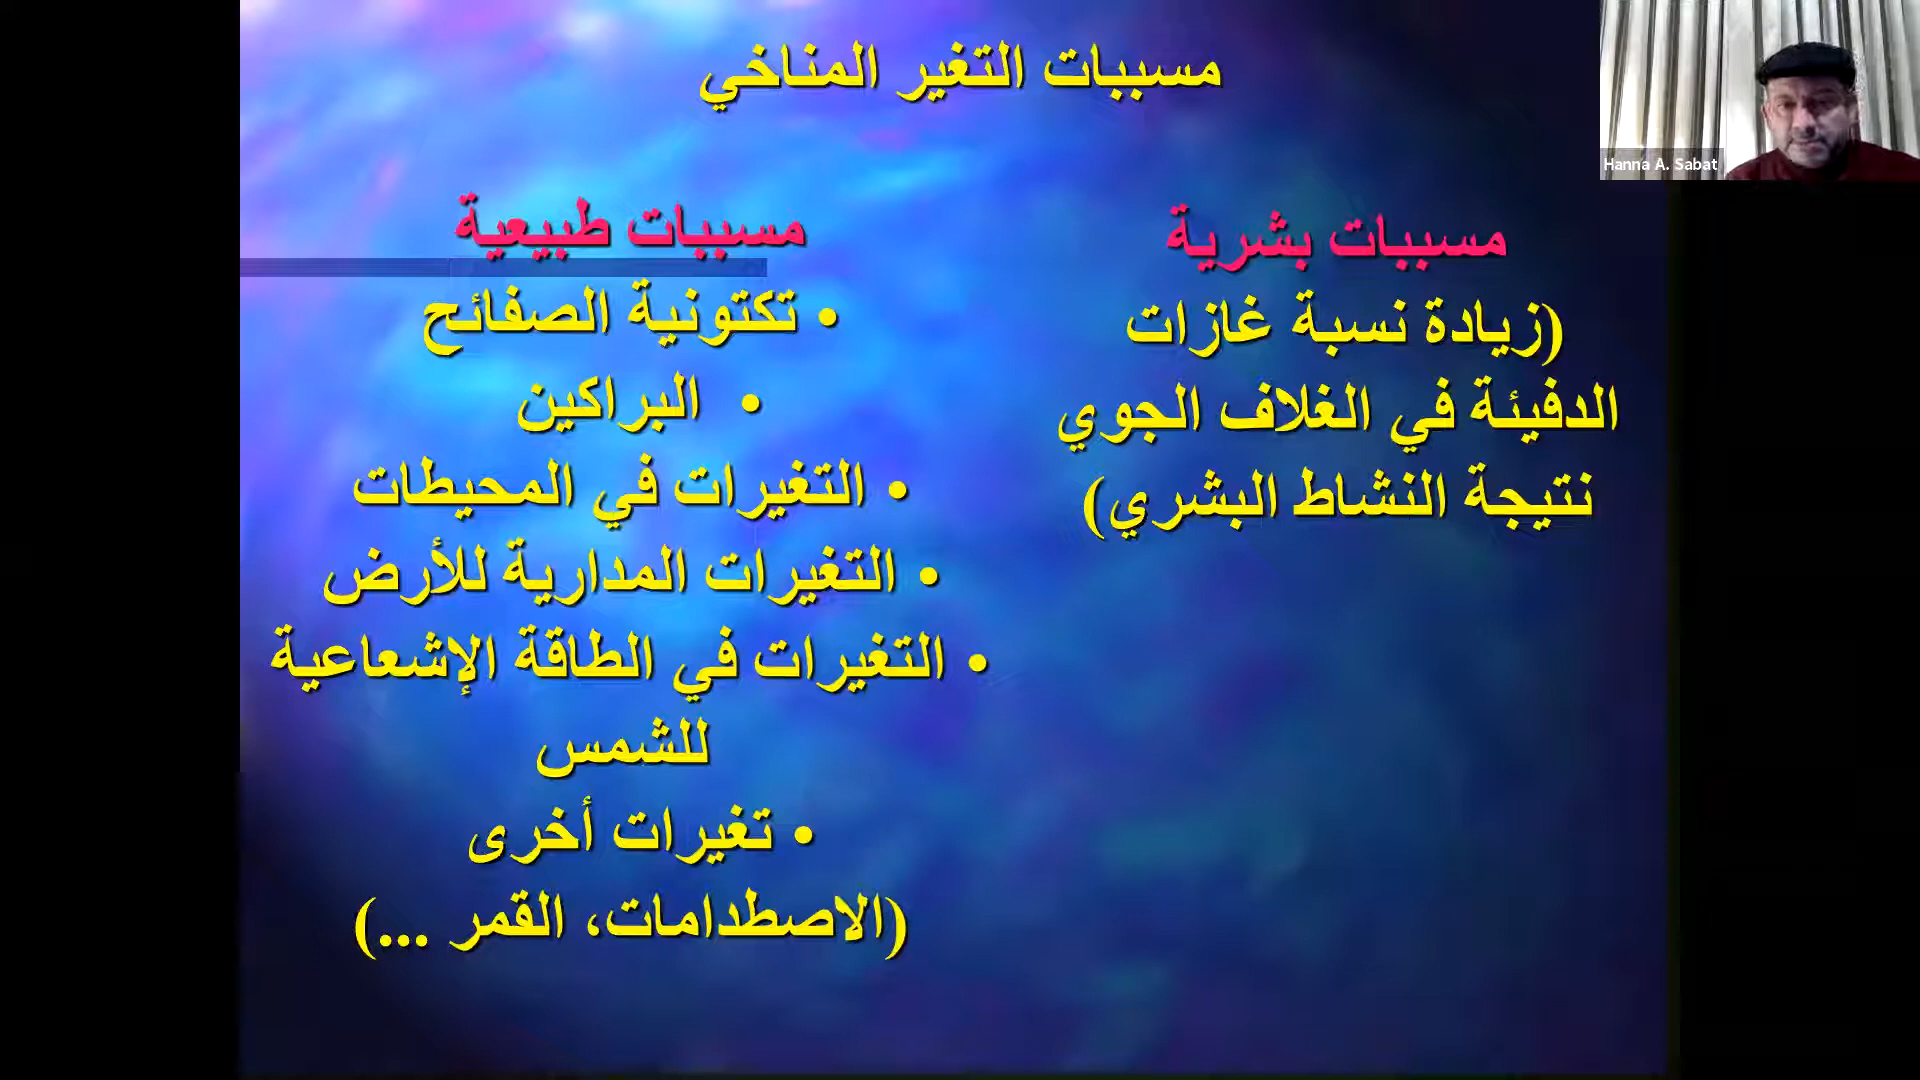 مسببات التغير المناخي
Hanna A. Sabat
مسببات بشرية
(زيادة نسبة غازات
الدفيئة في الغلاف الجوي
نتيجة النشاط البشري)
مسببات طبيعية
• تكتونية الصفائح
• البراكين
• التغيرات في المحيطات
• التغيرات المدارية للأرض
• التغيرات في الطاقة الإشعاعية
للشمس
• تغيرات أخرى
(الاصطدامات، القمر ...)